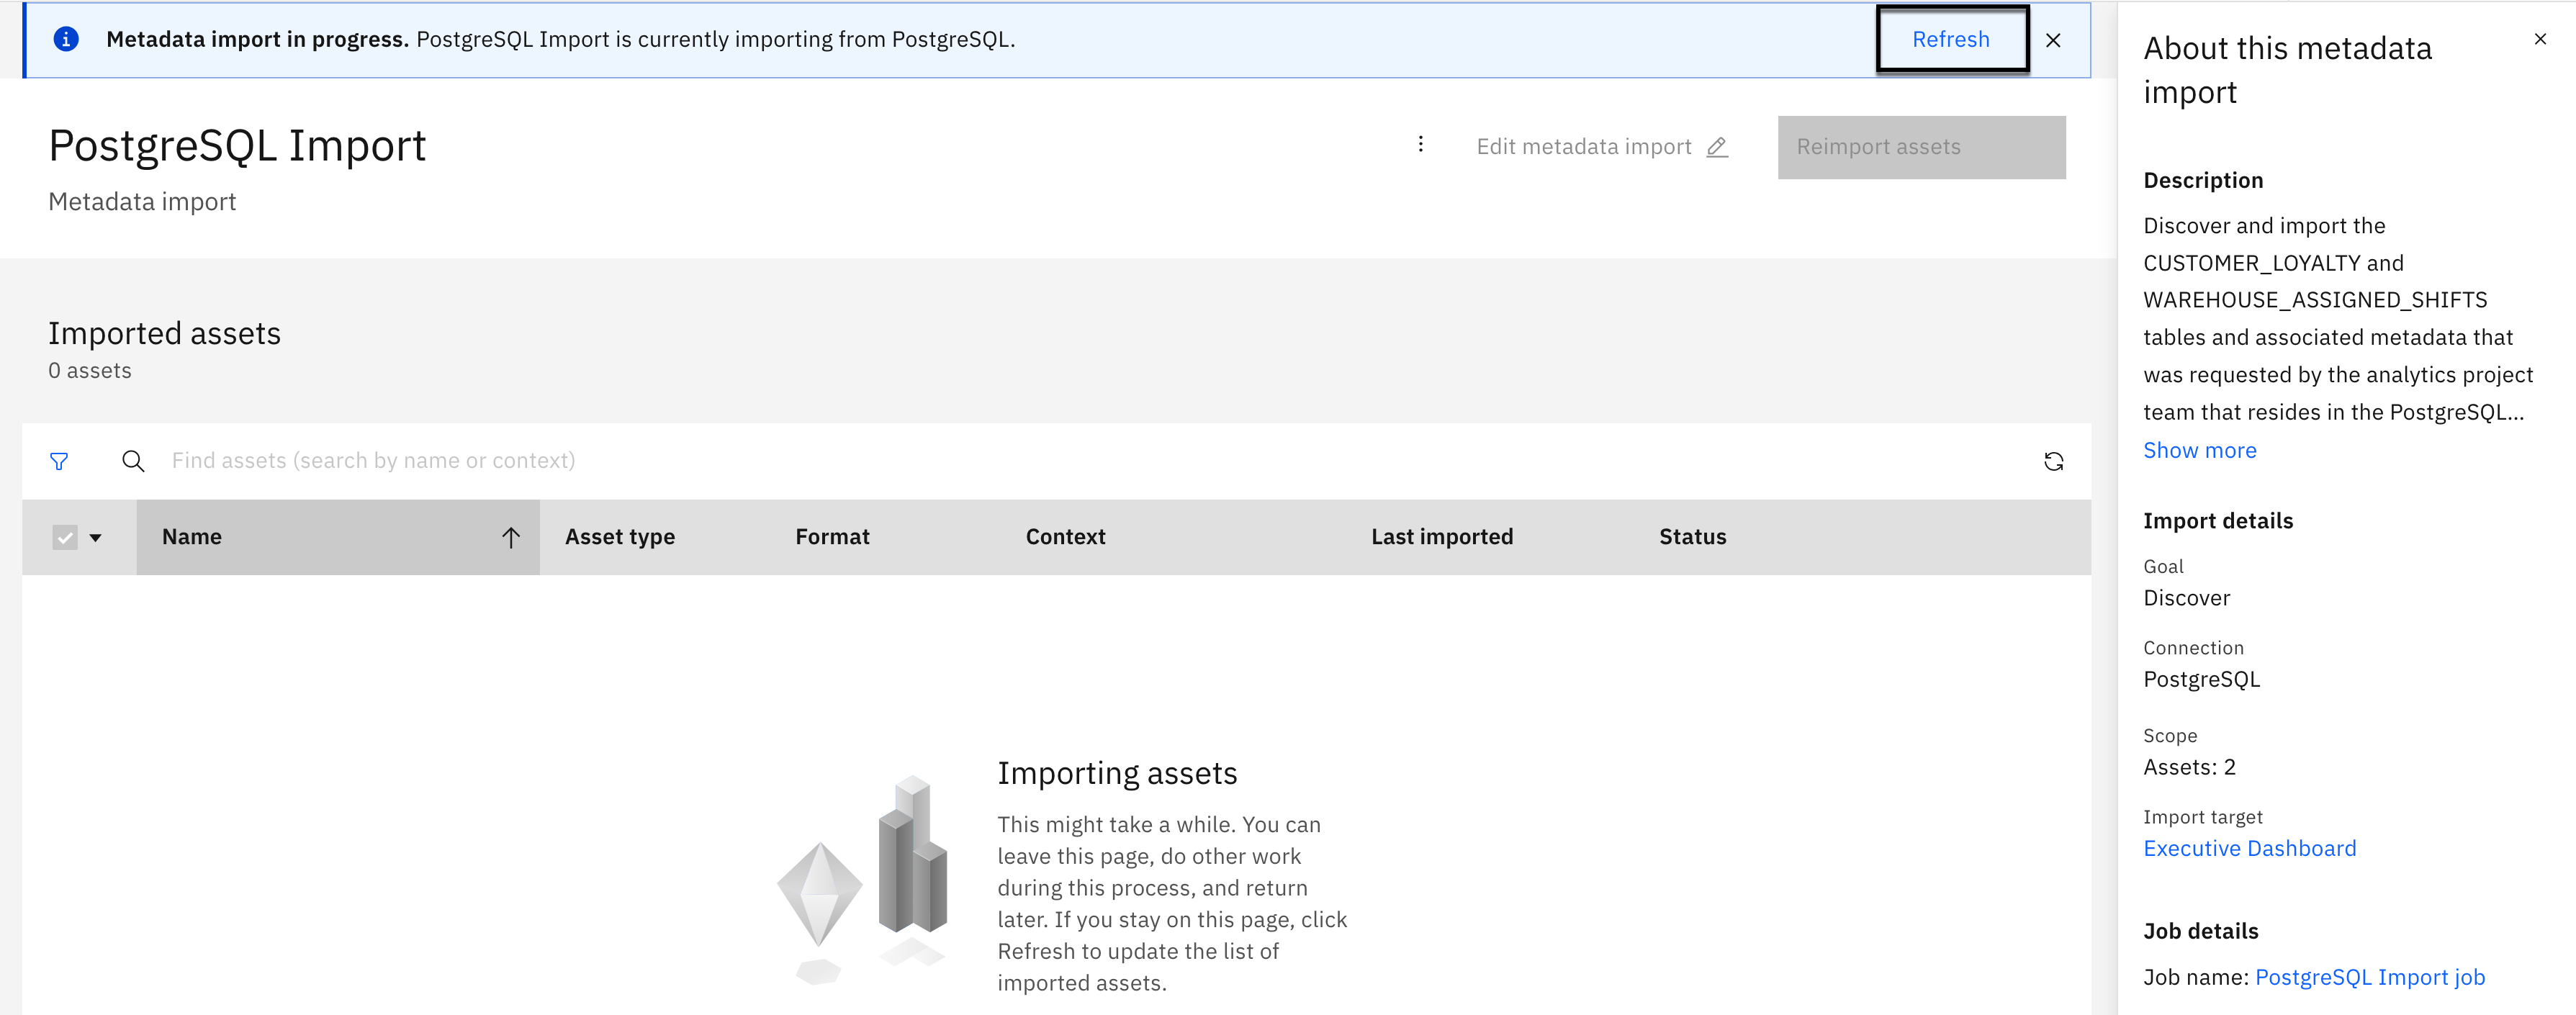 Metadata import in progress. PostgreSQL Import is currently importing from PostgreSQL.
Refresh
PostgreSQL Import
Metadata import
Edit metadata import
Reimport assets
Imported assets
0 assets
Find assets (search by name or context)
Name
Asset type
Format
Context
Last imported
Status
Importing assets
This might take a while. You can
leave this page, do other work
during this process, and return
later. If you stay on this page, click
Refresh to update the list of
imported assets.
About this metadata
import
Description
Discover and import the
CUSTOMER_LOYALTY and
WAREHOUSE_ASSIGNED_SHIFTS
tables and associated metadata that
was requested by the analytics project
team that resides in the PostgreSQL...
Show more
Import details
Goal
Discover
Connection
PostgreSQL
Scope
Assets: 2
Import target
Executive Dashboard
Job details
Job name: PostgreSQL Import job